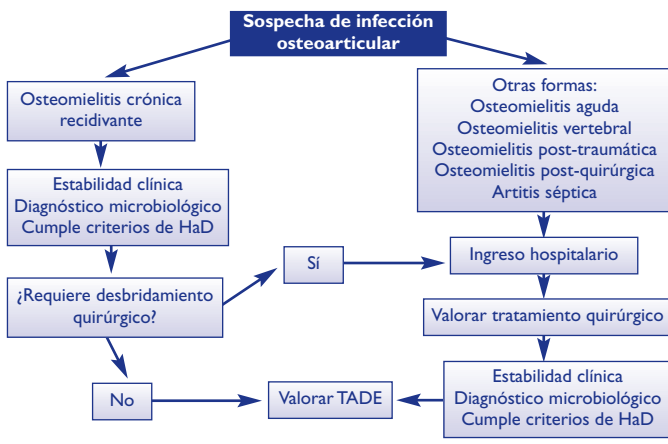 Sospecha de infección
osteoarticular
Osteomielitis crónica
recidivante
Otras formas:
Osteomielitis aguda
Osteomielitis vertebral
Osteomielitis post-traumática
Osteomielitis post-quirúrgica
Artitis séptica
Estabilidad clínica
Diagnóstico microbiológico
Cumple criterios de HaD
Sí
Ingreso hospitalario
¿Requiere desbridamiento
quirúrgico?
Valorar tratamiento quirúrgico
No
Valorar TADE
Estabilidad clínica
Diagnóstico microbiológico
Cumple criterios de HaD